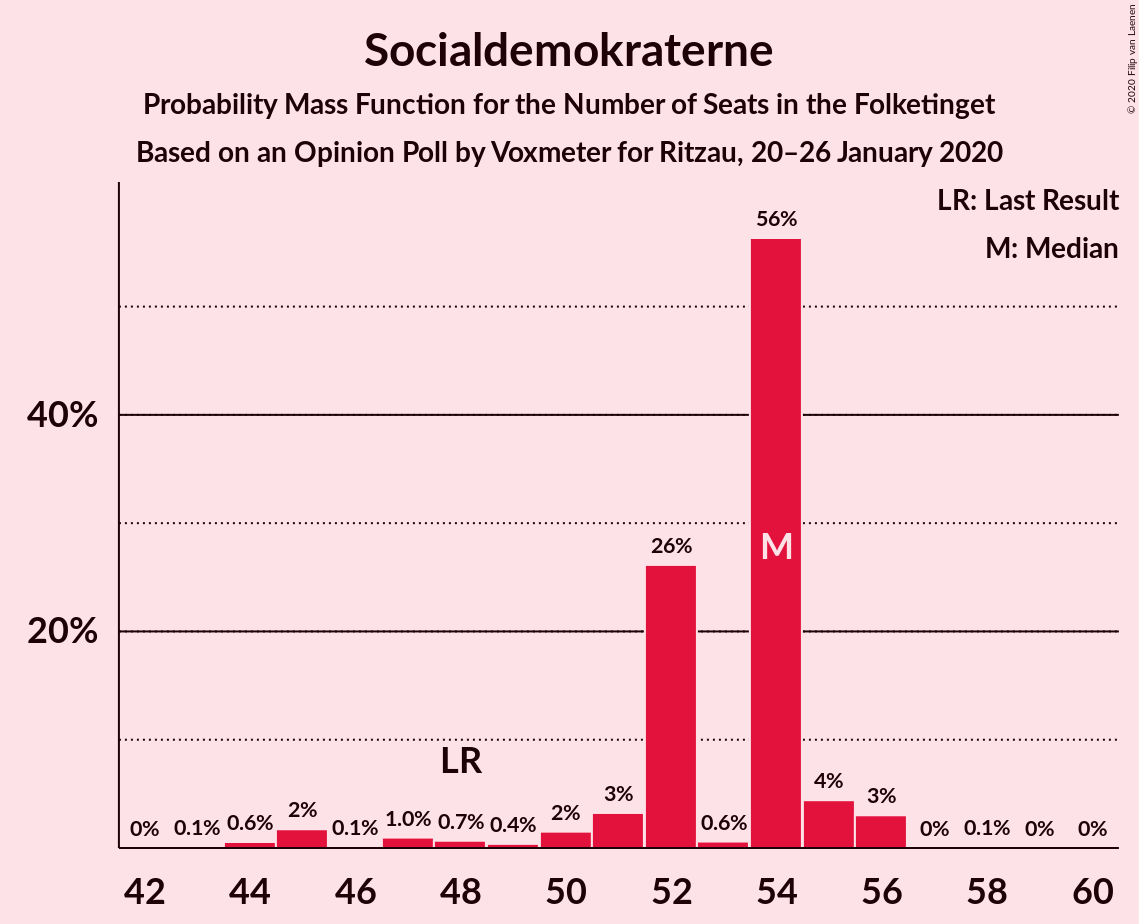 Socialdemokraterne
Probability Mass Function for the Number of Seats in the Folketinget
Based on an Opinion Poll by Voxmeter for Ritzau, 20–26 January 2020
© 2020 Filip van Laenen
LR: Last Result
M: Median
40%
20%
0%
0.1%
0.6%
2%
0.1%
1.0%
0.7%
0.4%
2%
3%
26%
0.6%
56%
4%
3%
0%
0.1%
0%
0%
LR
M
42 44 46 48 50 52 54 56 58 60